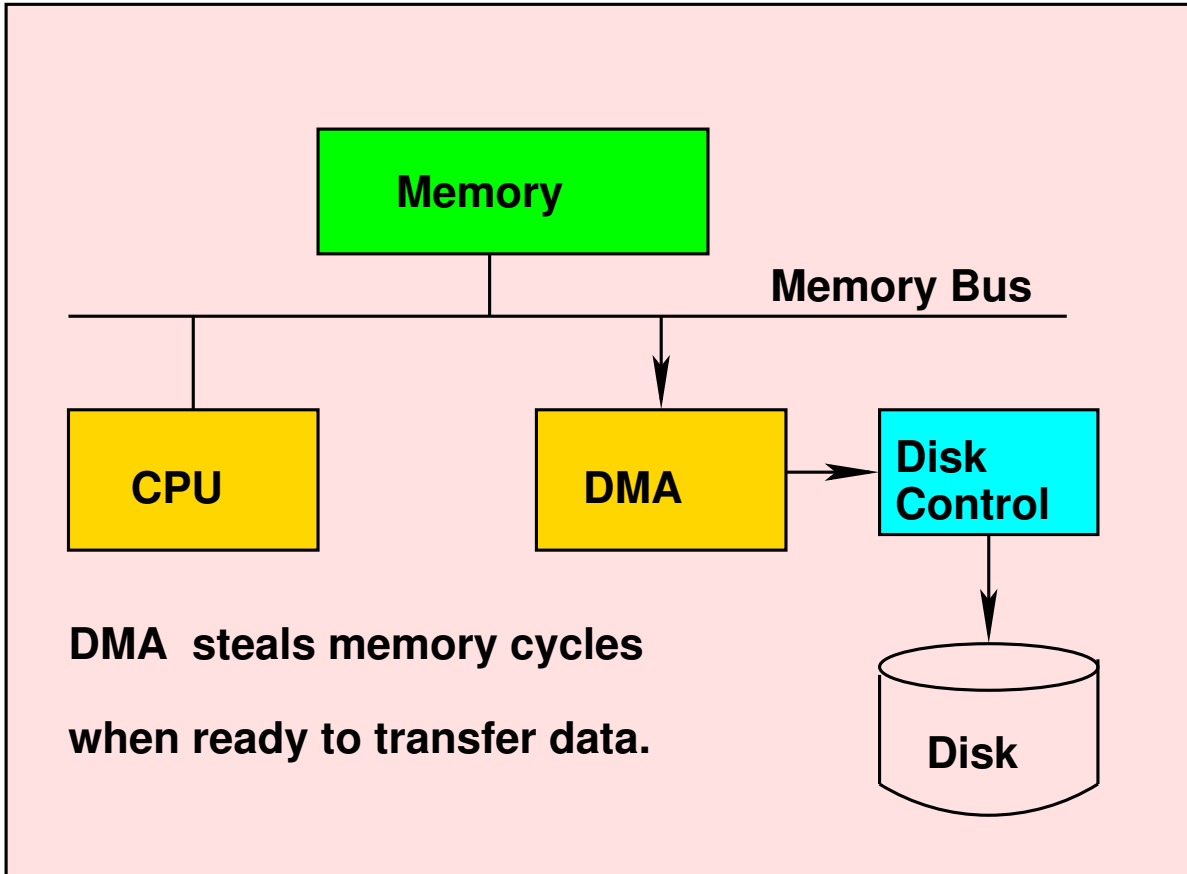 Memory
Memory Bus
CPU
DMA
Disk
Control
DMA  steals memory cycles
when ready to transfer data.
Disk